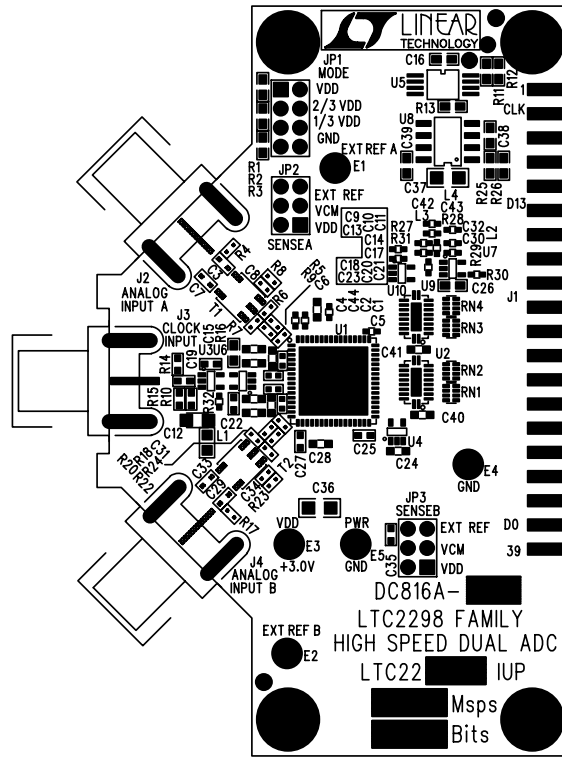 LINEAR
TECHNOLOGY
JP1
MODE
VDD
2/3 VDD
1/3 VDD
GND
C16
U5
R13
R11
R12
1
CLK
U8
C39
C38
EXT REF A
E1
R1
R2
R3
JP2
EXT REF
VCM
VDD
SENSEA
C37
L4
R25
R26
D13
C42
C43
C9
C10
C11
C13
C14
C17
C18
C20
C23
R27
R31
L3
R28
C32
C30
L2
U7
R29
R30
U10
U9
C26
J1
J2
ANALOG
INPUT A
R4
C3
C7
T1
C8
R8
R5
R9
C6
R6
R7
C4
C44
C2
C1
U1
C5
RN4
RN3
J3
CLOCK
INPUT
C15
R16
C19
R14
U3
U6
C41
U2
RN2
RN1
R15
R10
R32
C12
L1
C22
C40
U4
C25
C24
C27
C28
C31
R18
R24
R20
R22
C33
C29
T2
C34
R23
R17
C36
E4
GND
VDD
E3
+3.0V
PWR
GND
E5
JP3
SENSEB
EXT REF
VCM
VDD
C35
D0
39
J4
ANALOG
INPUT B
DC816A-
LTC2298 FAMILY
HIGH SPEED DUAL ADC
EXT REF B
E2
LTC22 IUP
Msps
Bits